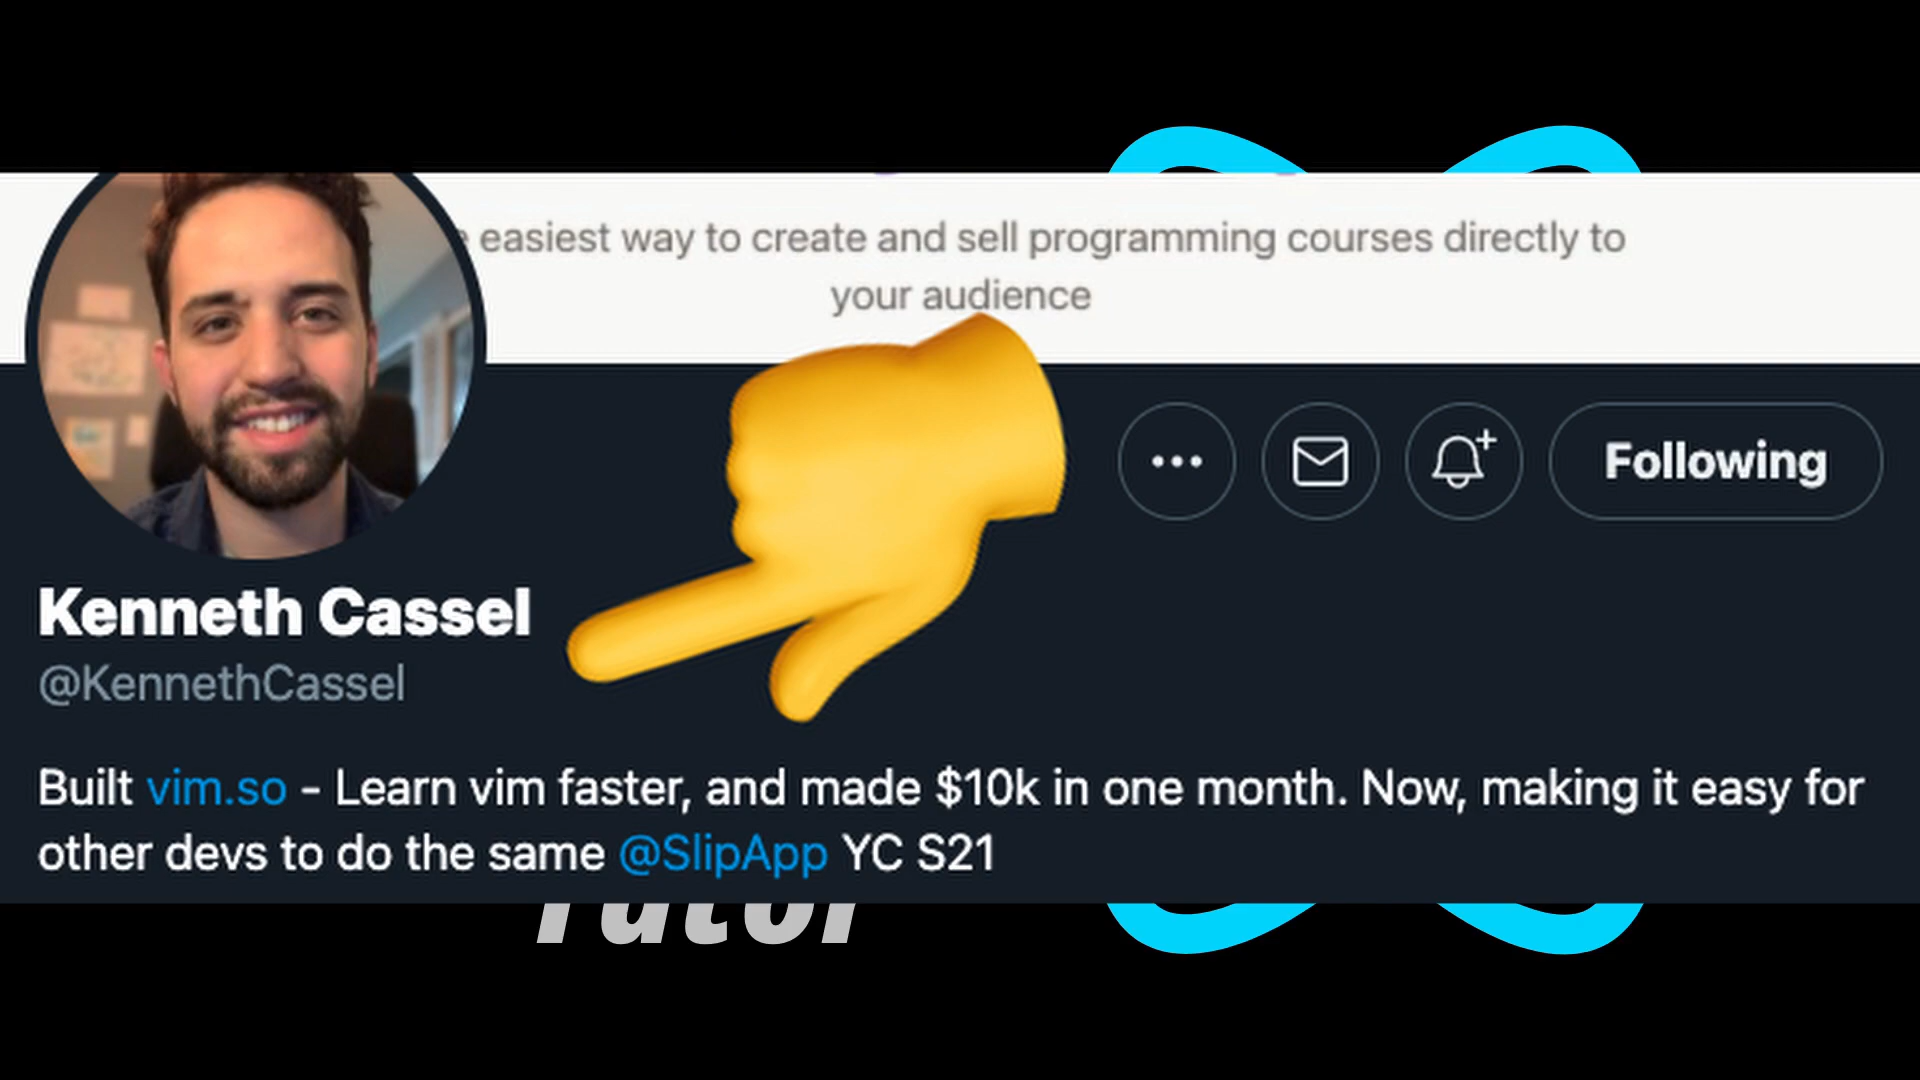 easiest way to create and sell programming courses directly to
your audience
Following
Kenneth Cassel
@KennethCassel
Built vim.so - Learn vim faster, and made $10k in one month. Now, making it easy for
other devs to do the same @SlipApp YC S21
Tutor